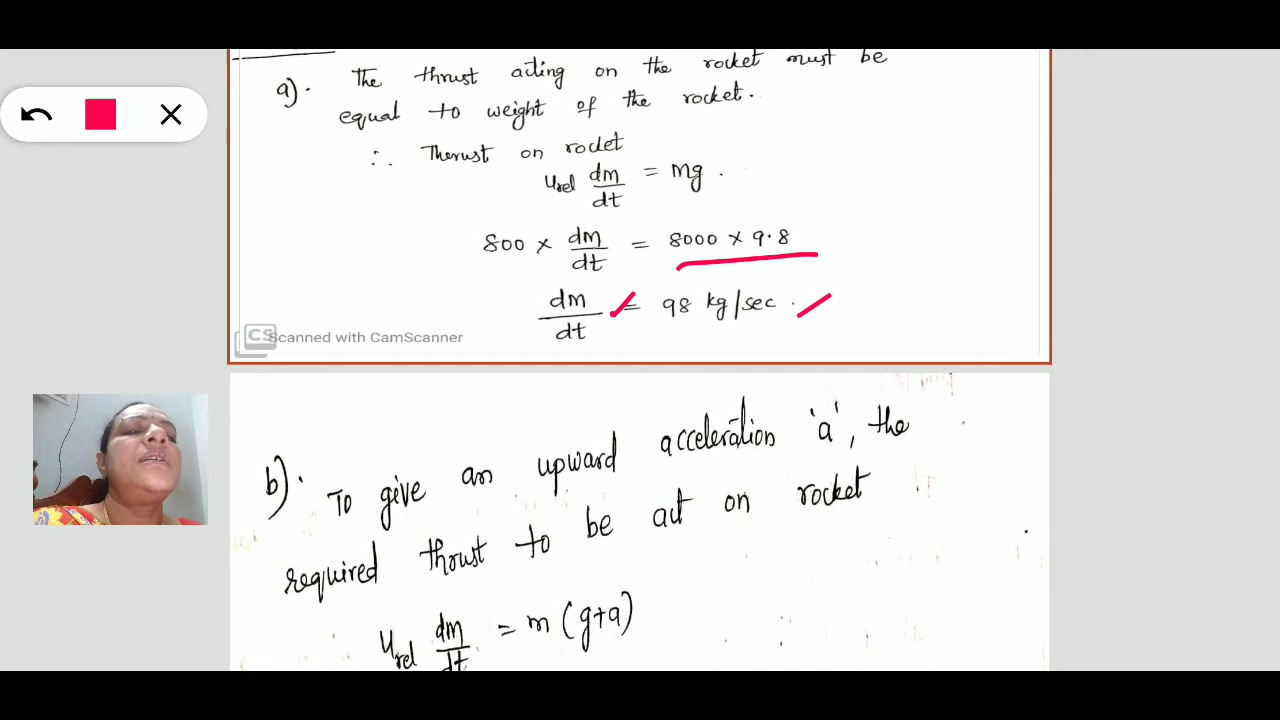 a). The thrust acting on the rocket must be
equal to weight of the rocket.
∴ Therust on rocket
urel dm/dt = mg.
800 × dm/dt = 8000 × 9.8
dm/dt = 98 kg/sec.
CS Scanned with CamScanner
b). To give an upward acceleration 'a', the
required thrust to be act on rocket
Urel dm/dt = m (g+a)